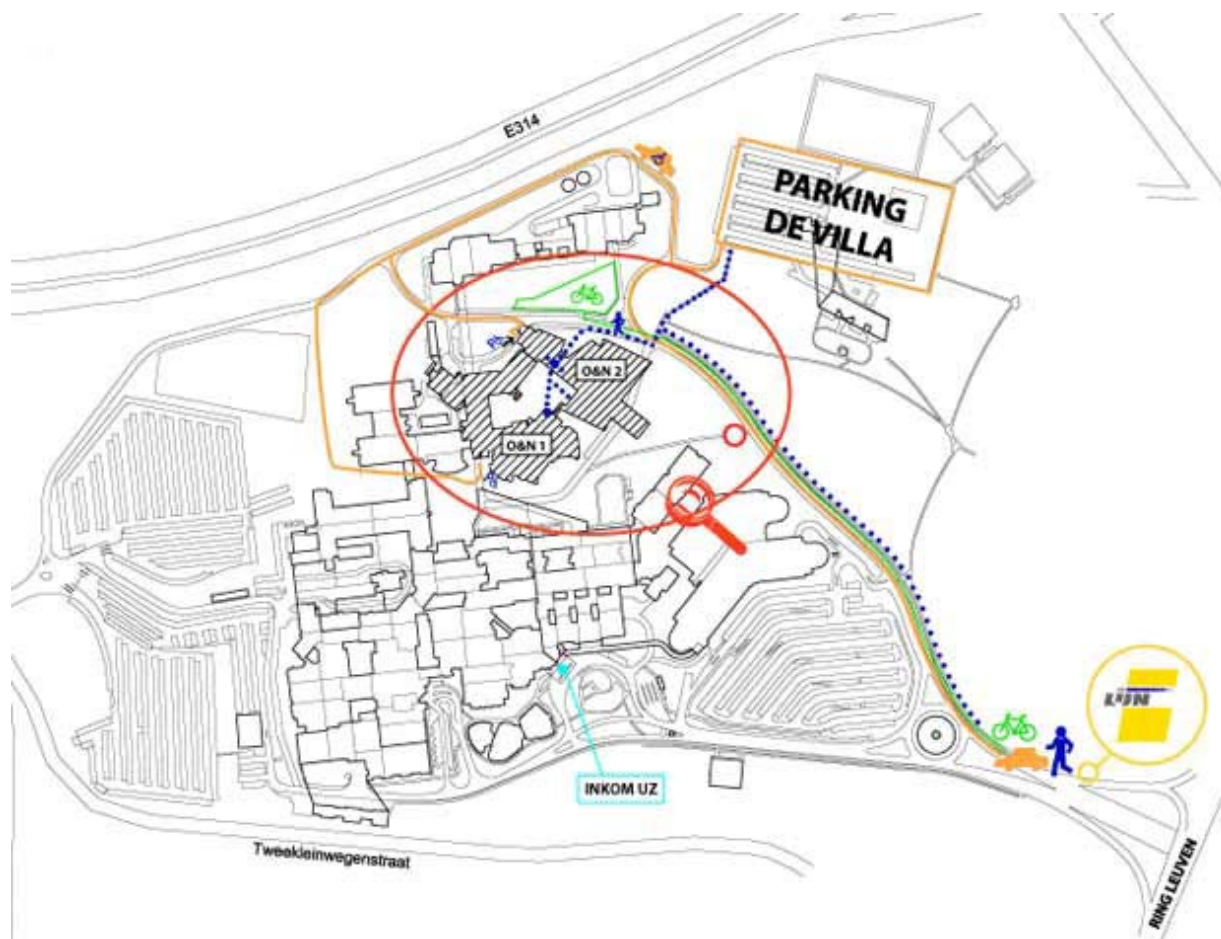 E314
PARKING
DE VILLA
O&N 2
O&N 1
LIJN
INKOM UZ
Tweekleinwegenstraat
RING LEUVEN